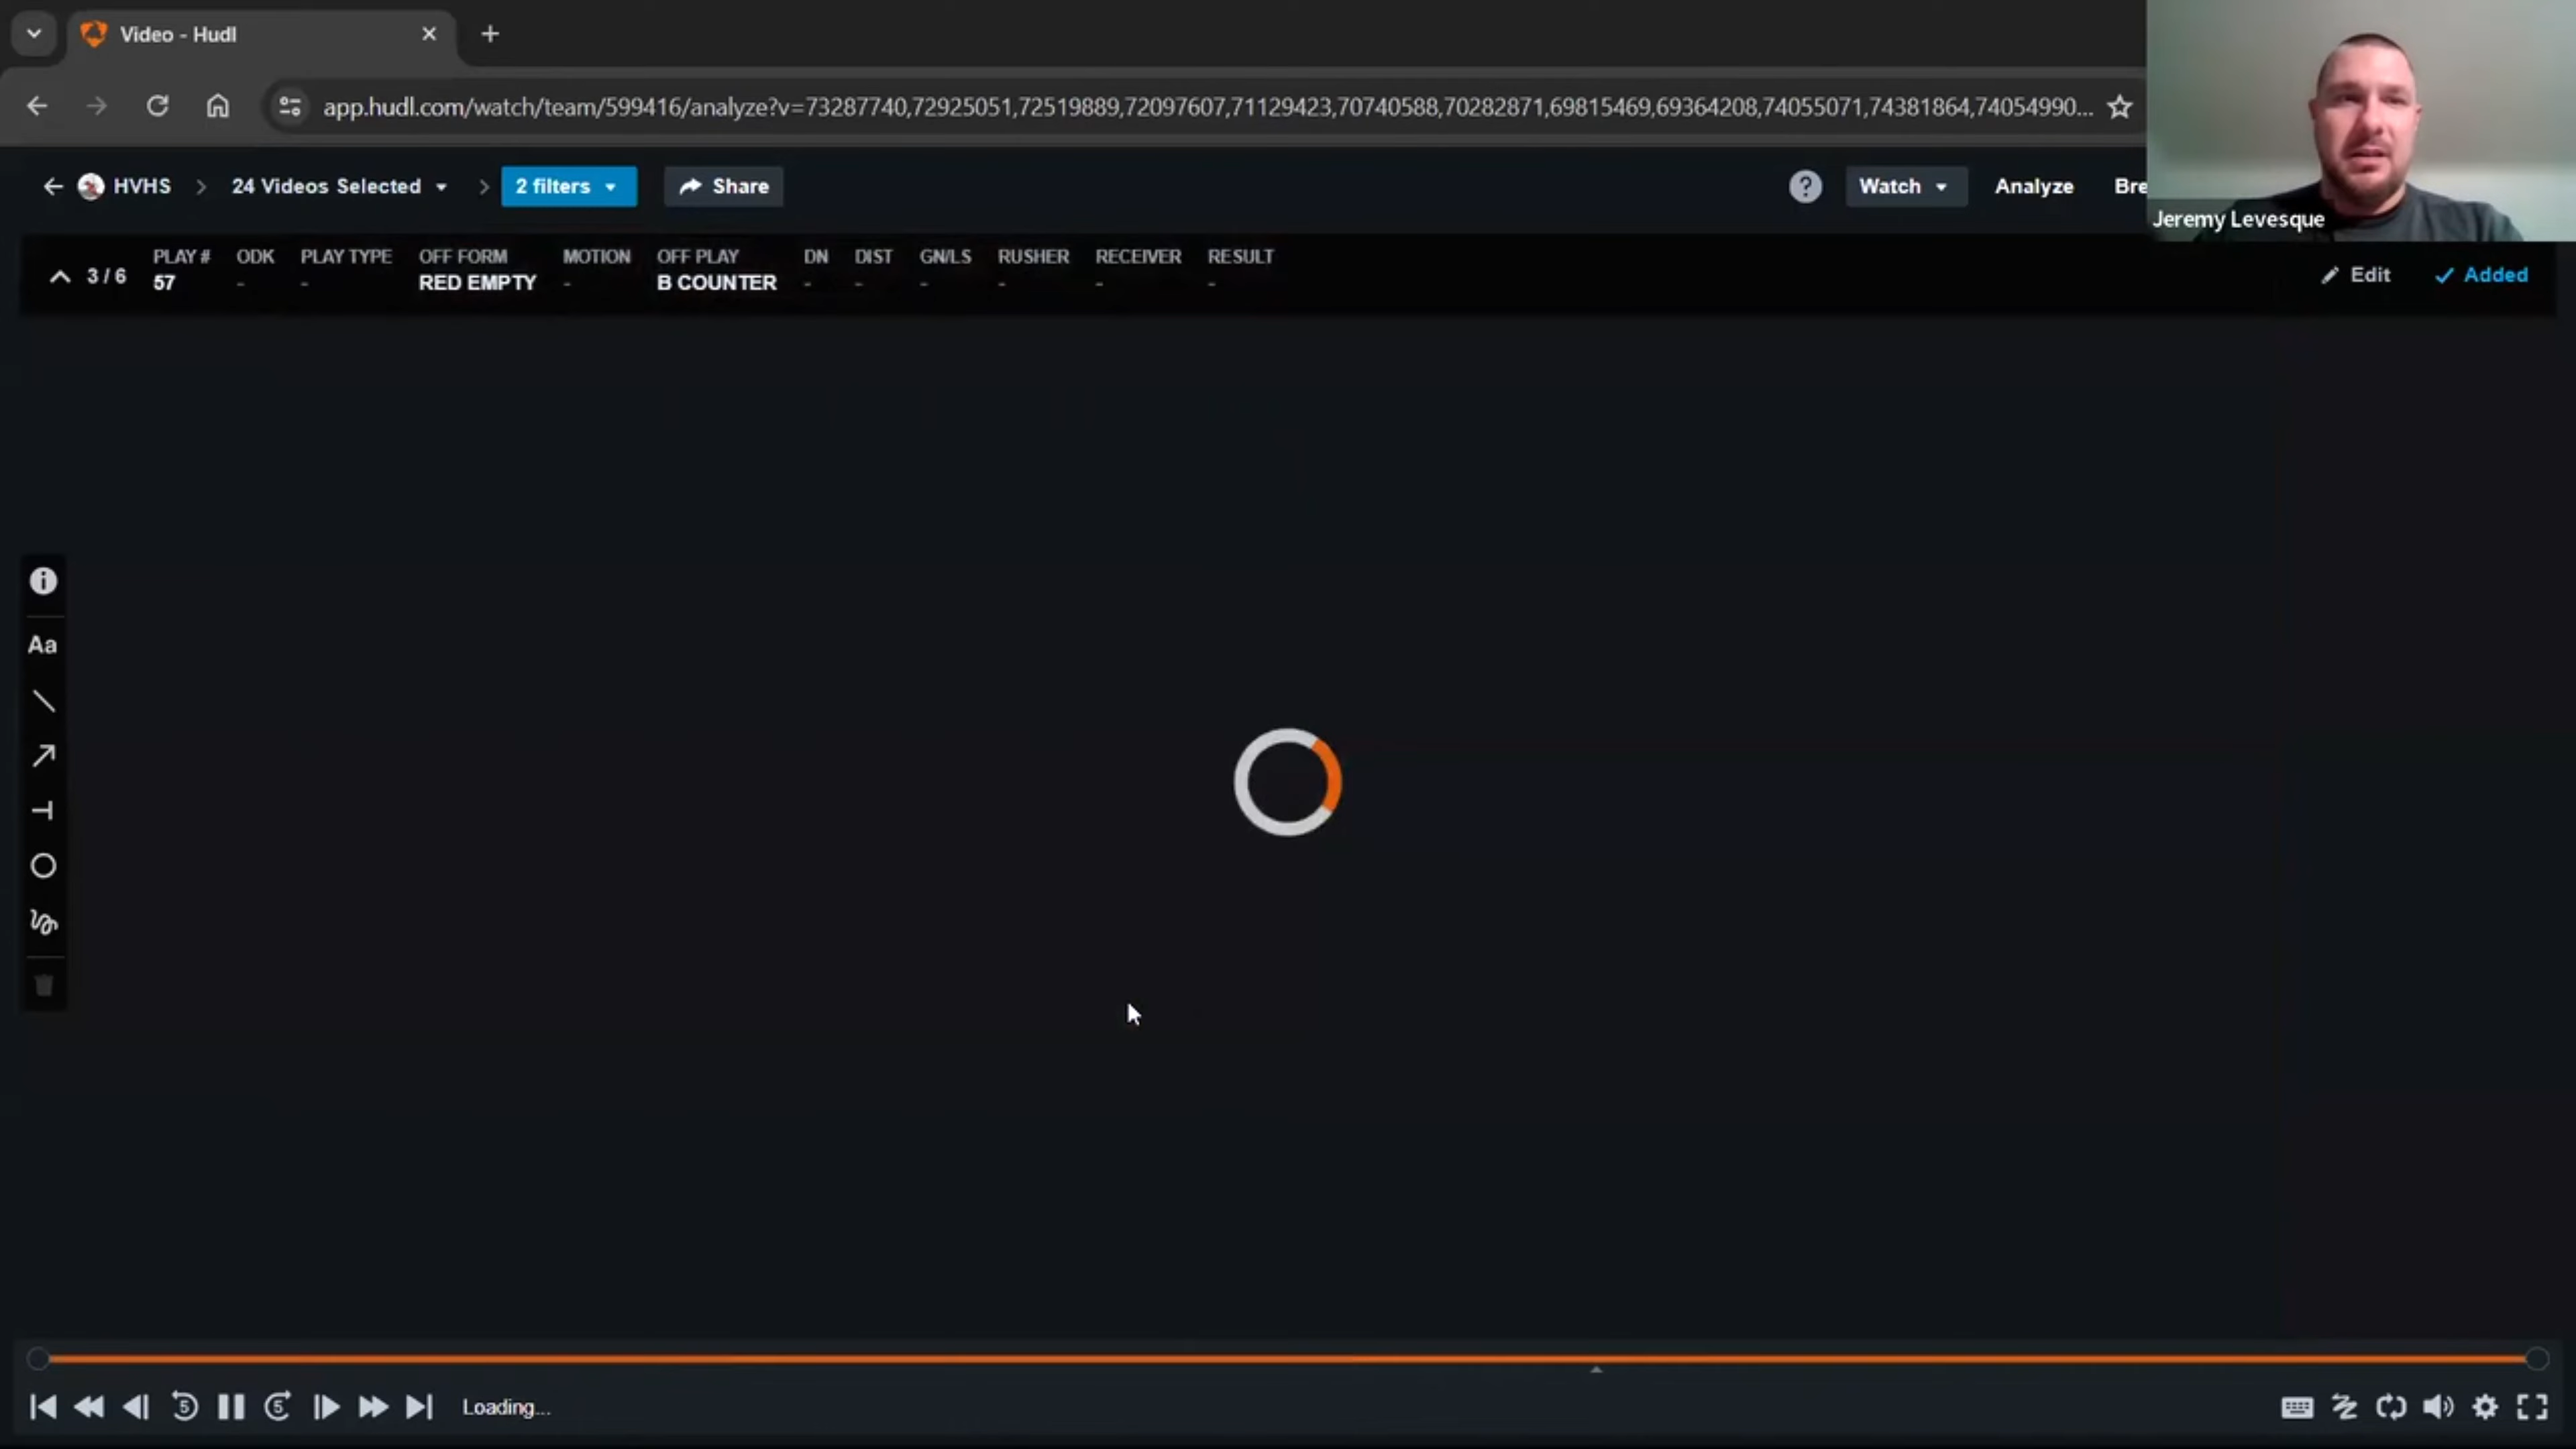 Video - Hudl
app.hudl.com/watch/team/599416/analyze?v=73287740,72925051,72519889,72097607,71129423,70740588,70282871,69815469,69364208,74055071,74381864,74054990...
HVHS > 24 Videos Selected > 2 filters Share ? Watch Analyze Bre
Jeremy Levesque
PLAY # ODK PLAY TYPE OFF FORM MOTION OFF PLAY DN DIST GN/LS RUSHER RECEIVER RESULT
3 / 6 57 - - RED EMPTY - B COUNTER - - - - - - Edit Added
Aa
5 5 Loading...